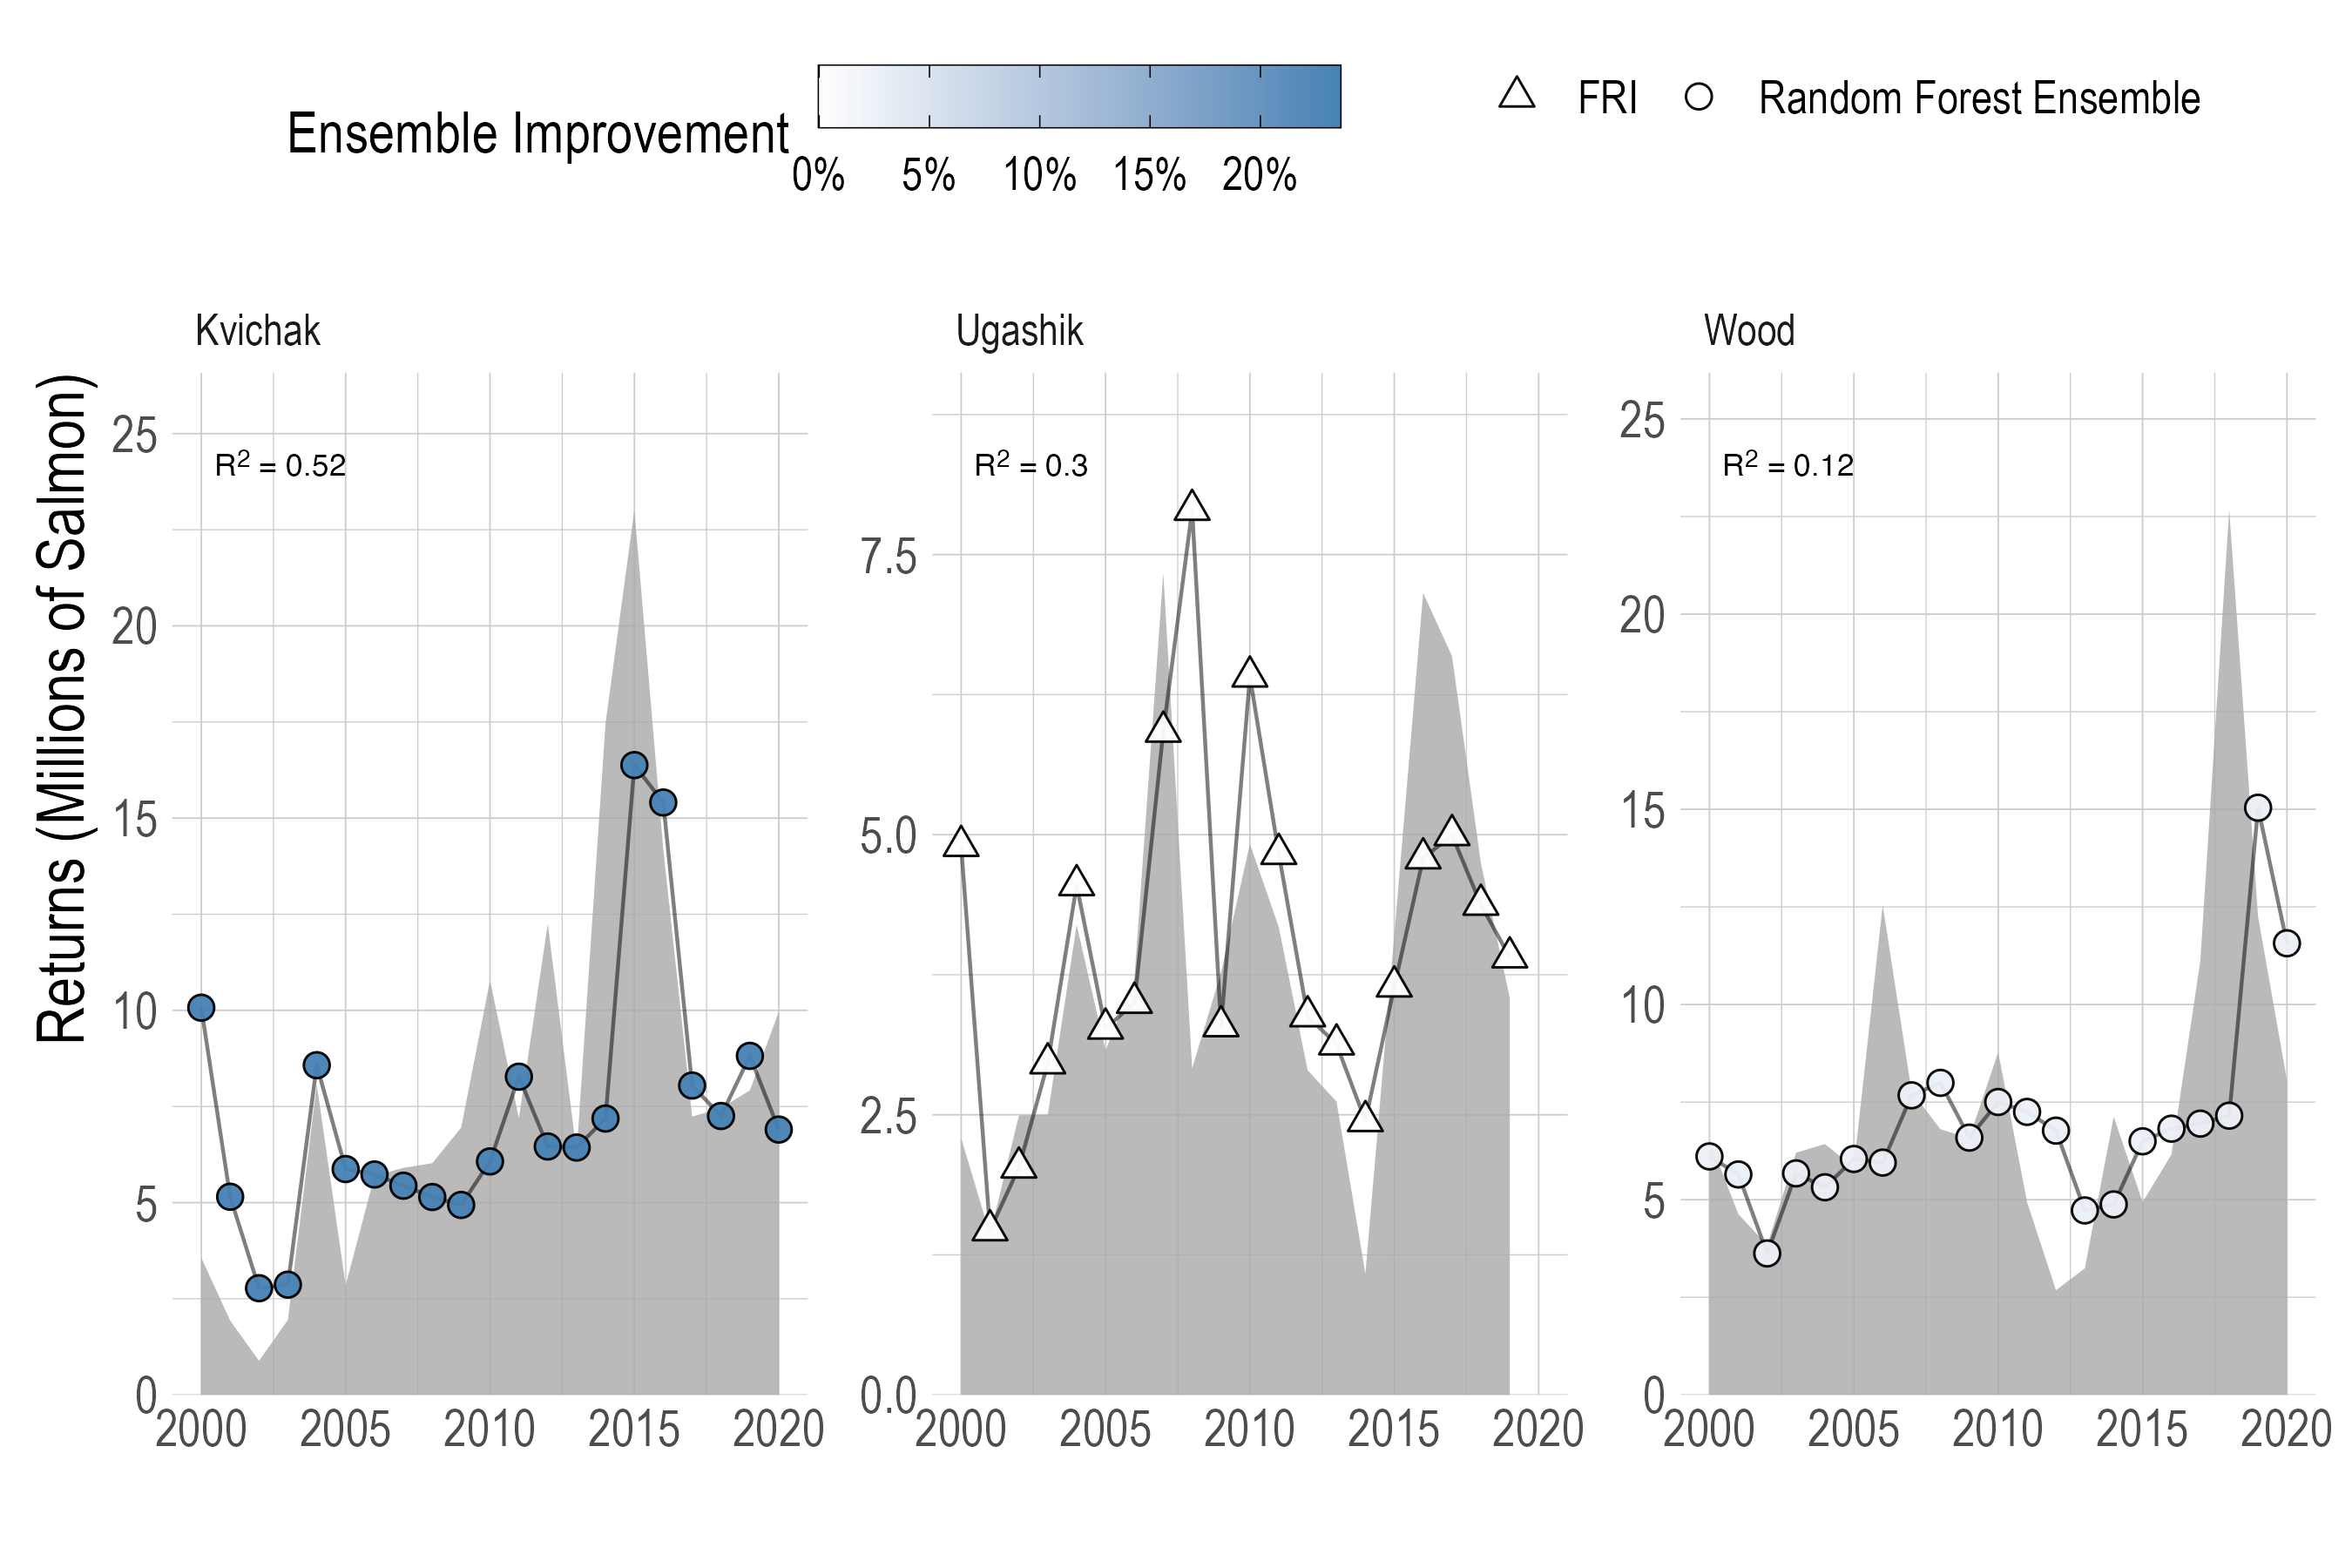 Ensemble Improvement
0% 5% 10% 15% 20%
FRI Random Forest Ensemble
Returns (Millions of Salmon)
Kvichak
R² = 0.52
25
20
15
10
5
0
2000 2005 2010 2015 2020
Ugashik
R² = 0.3
7.5
5.0
2.5
0.0
2000 2005 2010 2015 2020
Wood
R² = 0.12
25
20
15
10
5
0
2000 2005 2010 2015 2020